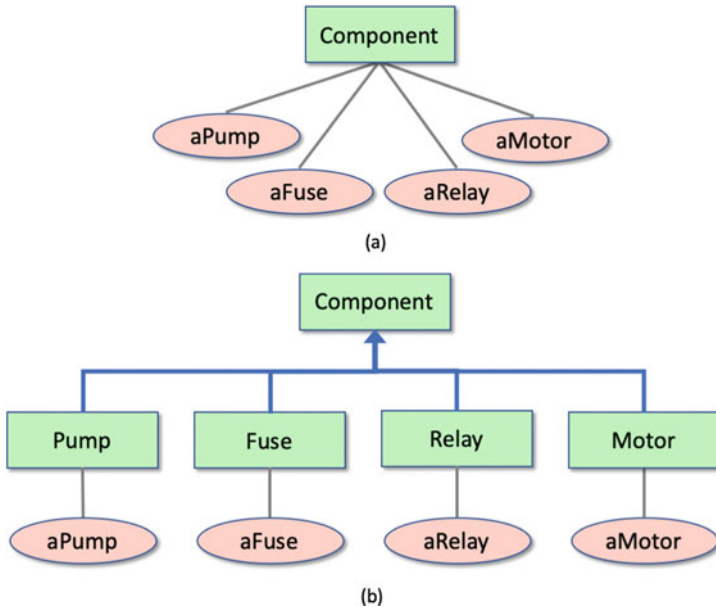 Component
aPump
aMotor
aFuse
aRelay
(a)
Component
Pump
Fuse
Relay
Motor
aPump
aFuse
aRelay
aMotor
(b)